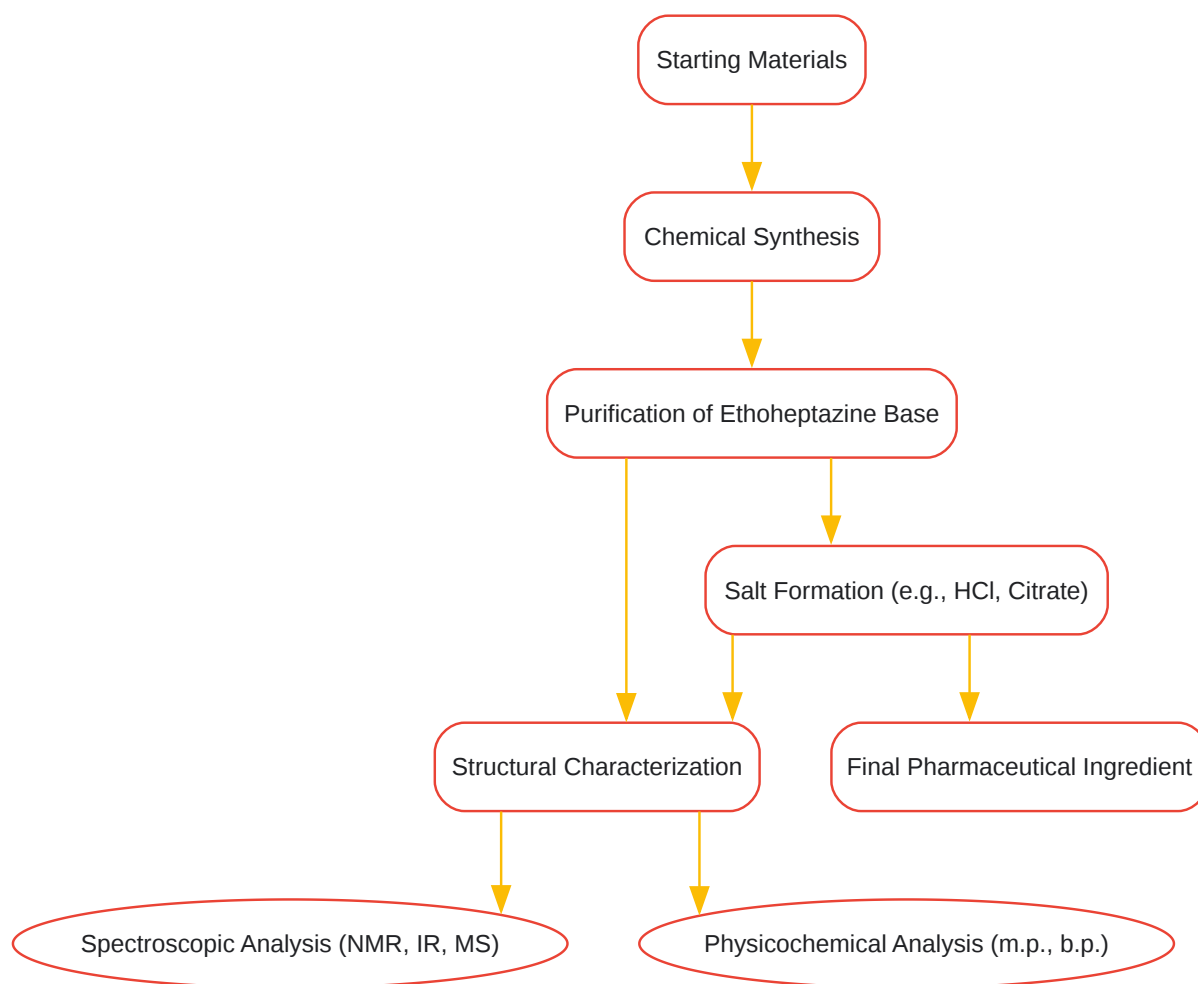 Starting Materials
Chemical Synthesis
Purification of Ethoheptazine Base
Salt Formation (e.g., HCl, Citrate)
Structural Characterization
Final Pharmaceutical Ingredient
Spectroscopic Analysis (NMR, IR, MS)
Physicochemical Analysis (m.p., b.p.)